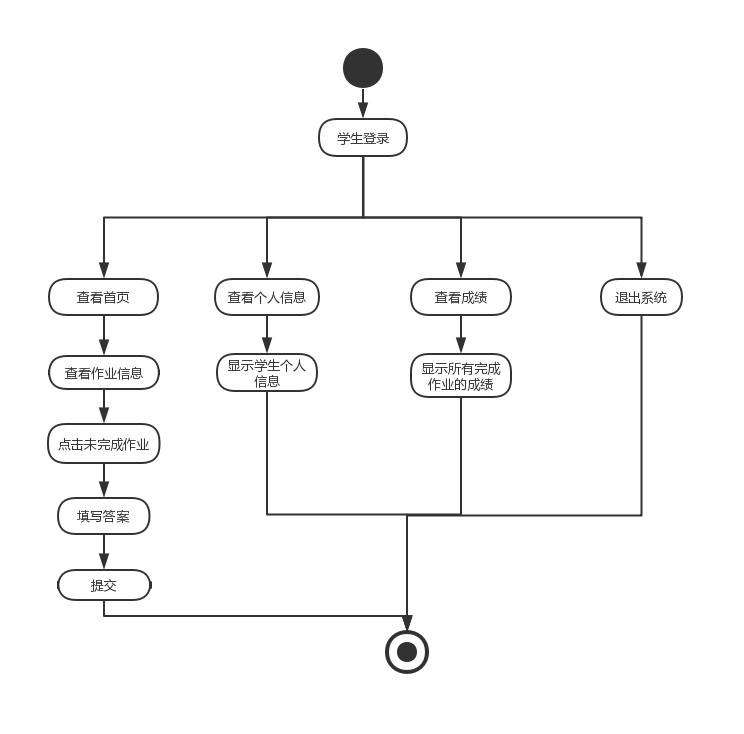 学生登录
查看首页
查看个人信息
查看成绩
退出系统
查看作业信息
显示学生个人
信息
显示所有完成
作业的成绩
点击未完成作业
填写答案
提交